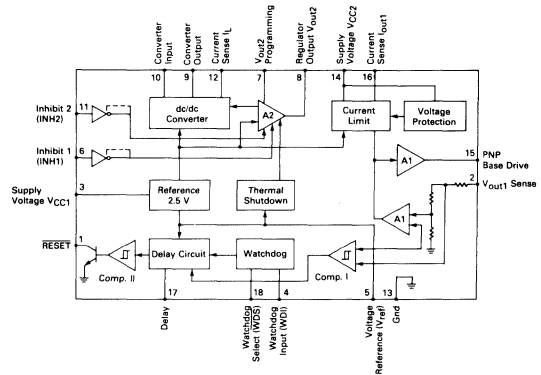 Converter
Input
Converter
Output
Current
Sense IL
Vout2
Programming
Regulator
Output Vout2
Supply
Voltage VCC2
Current
Sense Iout1
10
9
12
7
8
14
16
Inhibit 2
(INH2)
11
dc/dc
Converter
A2
Current
Limit
Voltage
Protection
Inhibit 1
(INH1)
6
A1
15
PNP
Base Drive
2
Vout1 Sense
Supply
Voltage VCC1
3
Reference
2.5 V
Thermal
Shutdown
A1
RESET
1
Delay Circuit
Watchdog
Comp. II
Comp. I
17
18
4
5
13
Delay
Watchdog
Select (WDS)
Watchdog
Input (WDI)
Voltage
Reference (Vref)
Gnd